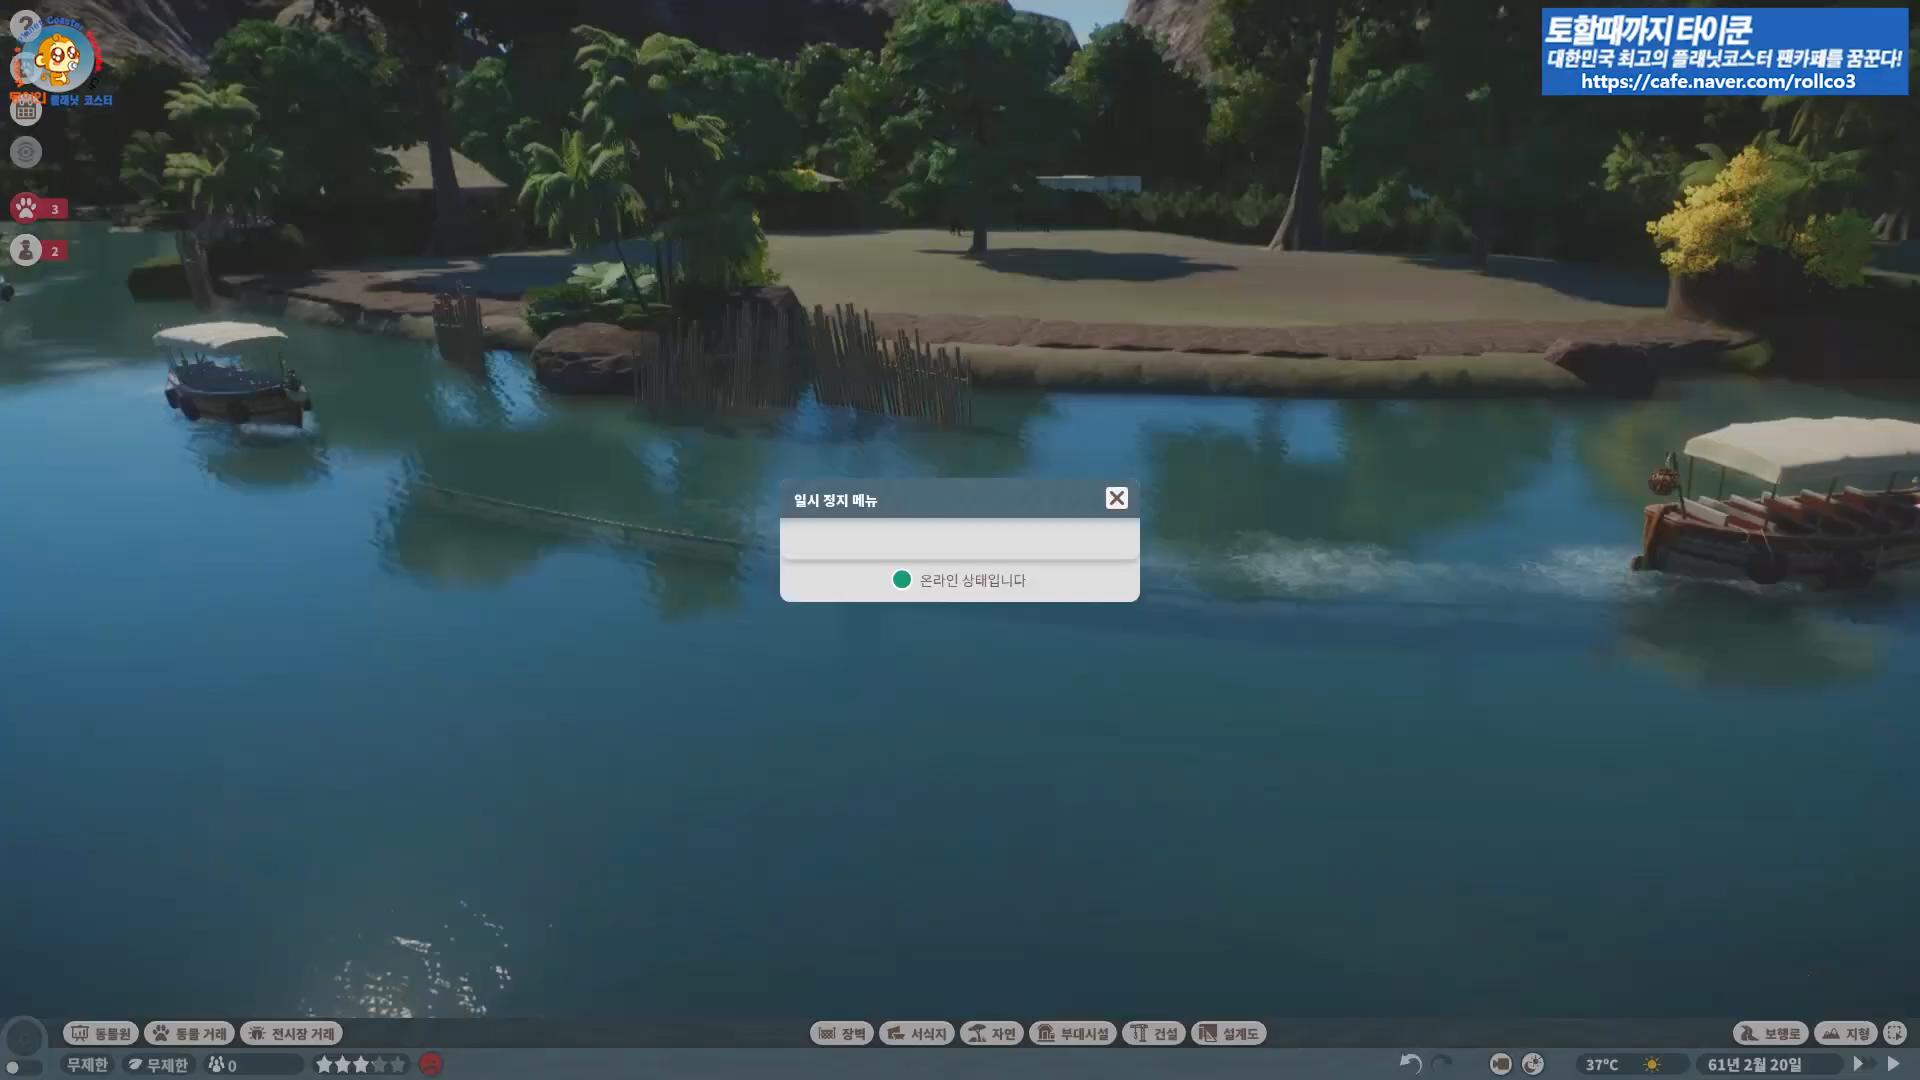 토할때까지 타이쿤
대한민국 최고의 플래닛코스터 팬카페를 꿈꾼다!
https://cafe.naver.com/rollco3
플래닛 코스터
3
2
일시 정지 메뉴
온라인 상태입니다
동물원 동물 거래 전시장 거래
장벽 서식지 자연 부대시설 건설 설계도
보행로 지형
무제한 무제한 0
37°C 61년 2월 20일